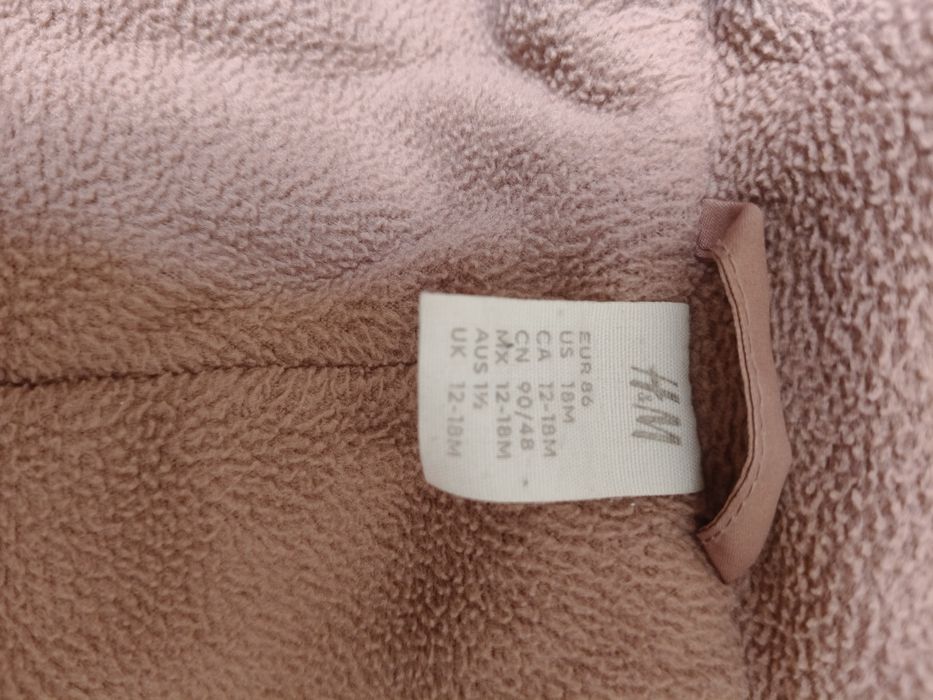 H&M
EUR 86
US 18M
CA 12-18M
CN 90/48
MX 12-18M
AUS 1½
UK 12-18M